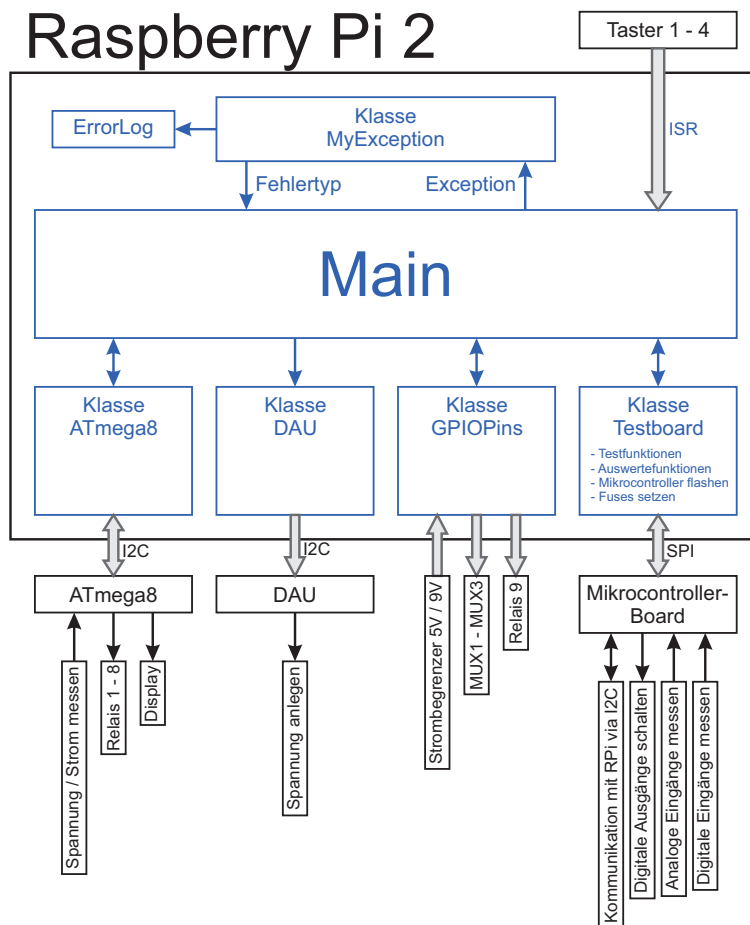 Raspberry Pi 2
Taster 1 - 4
ISR
ErrorLog
Klasse
MyException
Fehlertyp
Exception
Main
Klasse
ATmega8
Klasse
DAU
Klasse
GPIOPins
Klasse
Testboard
- Testfunktionen
- Auswertefunktionen
- Mikrocontroller flashen
- Fuses setzen
I2C
I2C
SPI
ATmega8
DAU
Strombegrenzer 5V / 9V
MUX1 - MUX3
Relais 9
Mikrocontroller-
Board
Spannung / Strom messen
Relais 1 - 8
Display
Spannung anlegen
Kommunikation mit RPi via I2C
Digitale Ausgänge schalten
Analoge Eingänge messen
Digitale Eingänge messen